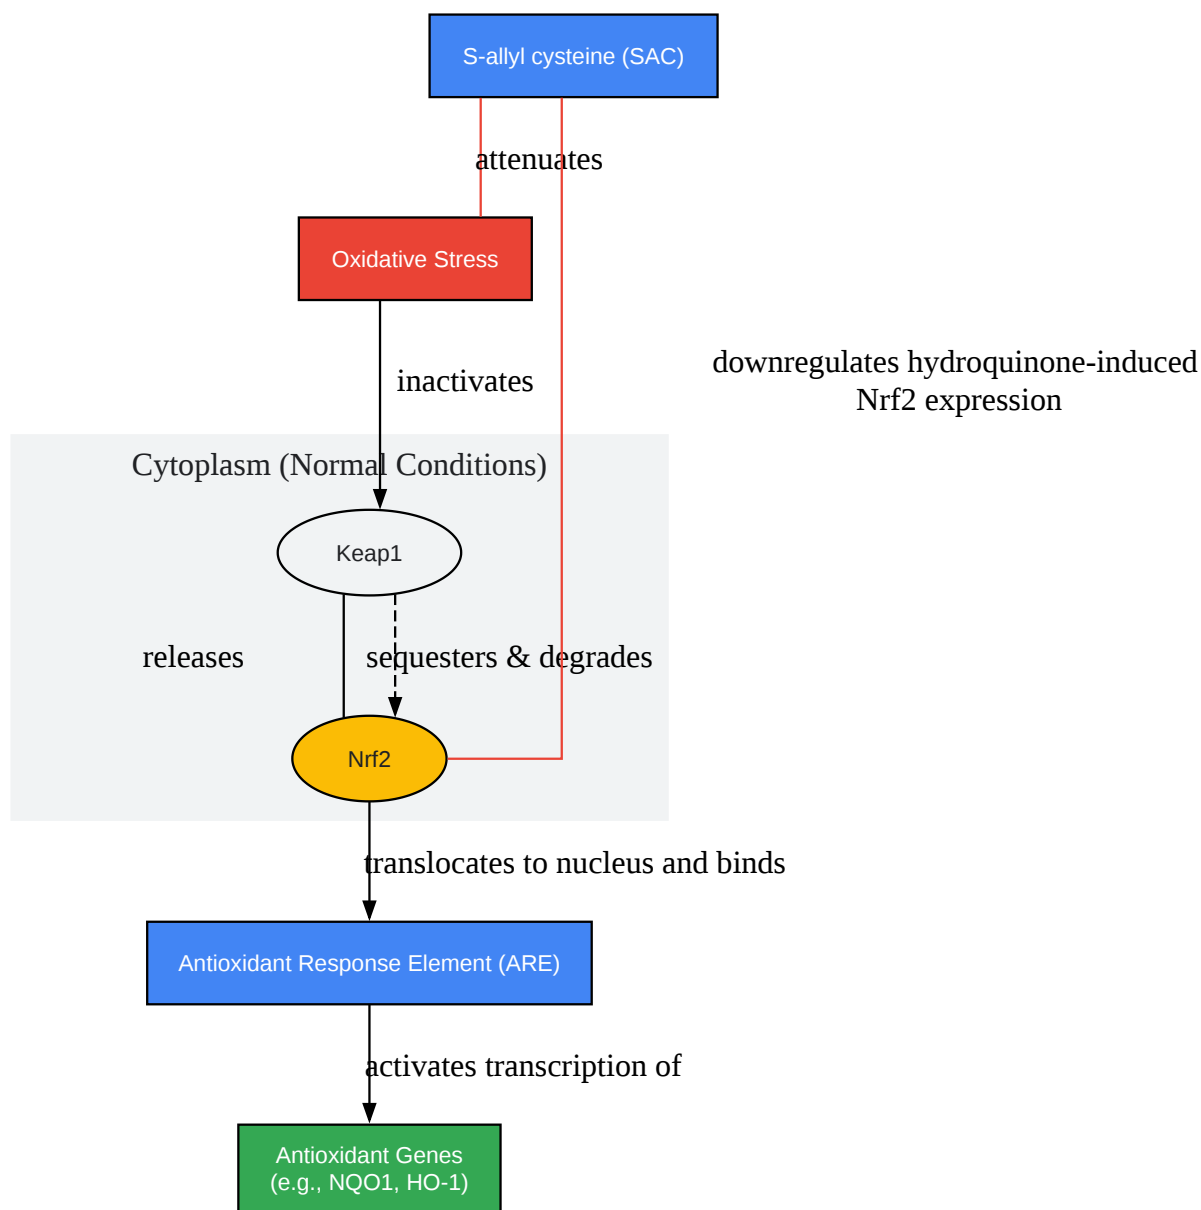 S-allyl cysteine (SAC)
attenuates
Oxidative Stress
inactivates
downregulates hydroquinone-induced
Nrf2 expression
Cytoplasm (Normal Conditions)
Keap1
releases
sequesters & degrades
Nrf2
translocates to nucleus and binds
Antioxidant Response Element (ARE)
activates transcription of
Antioxidant Genes
(e.g., NQO1, HO-1)